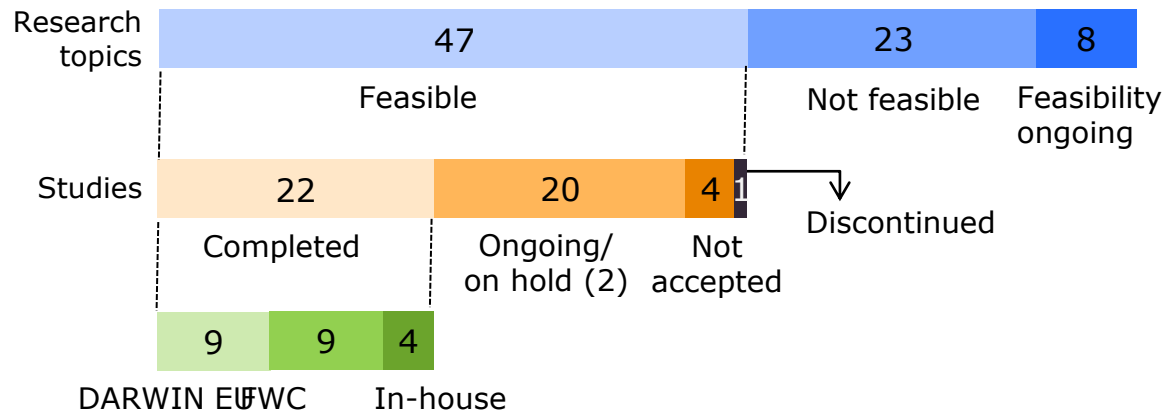 Research
topics
47
23
8
Feasible
Not feasible
Feasibility
ongoing
Studies
22
20
4
1
Discontinued
Completed
Ongoing/
on hold (2)
Not
accepted
9
9
4
DARWIN EU
FWC
In-house